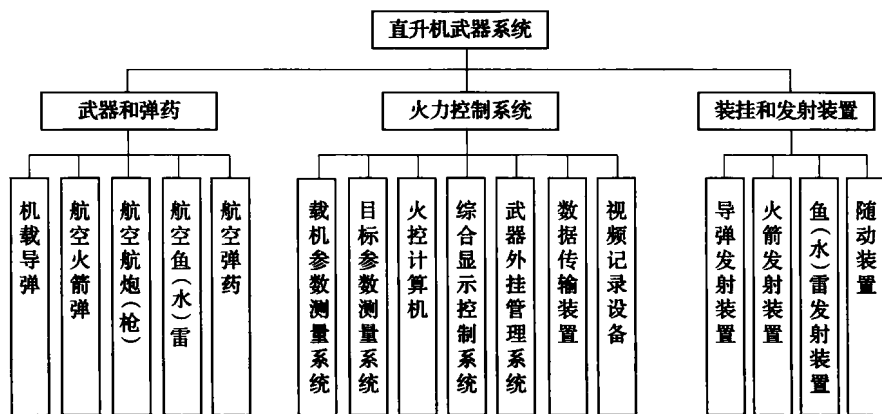 直升机武器系统
武器和弹药
火力控制系统
装挂和发射装置
机载导弹
航空火箭弹
航空航炮(枪)
航空鱼(水)雷
航空弹药
载机参数测量系统
目标参数测量系统
火控计算机
综合显示控制系统
武器外挂管理系统
数据传输装置
视频记录设备
导弹发射装置
火箭发射装置
鱼(水)雷发射装置
随动装置